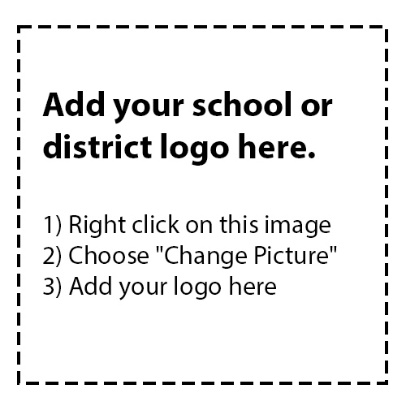 Add your school or
district logo here.
1) Right click on this image
2) Choose "Change Picture"
3) Add your logo here